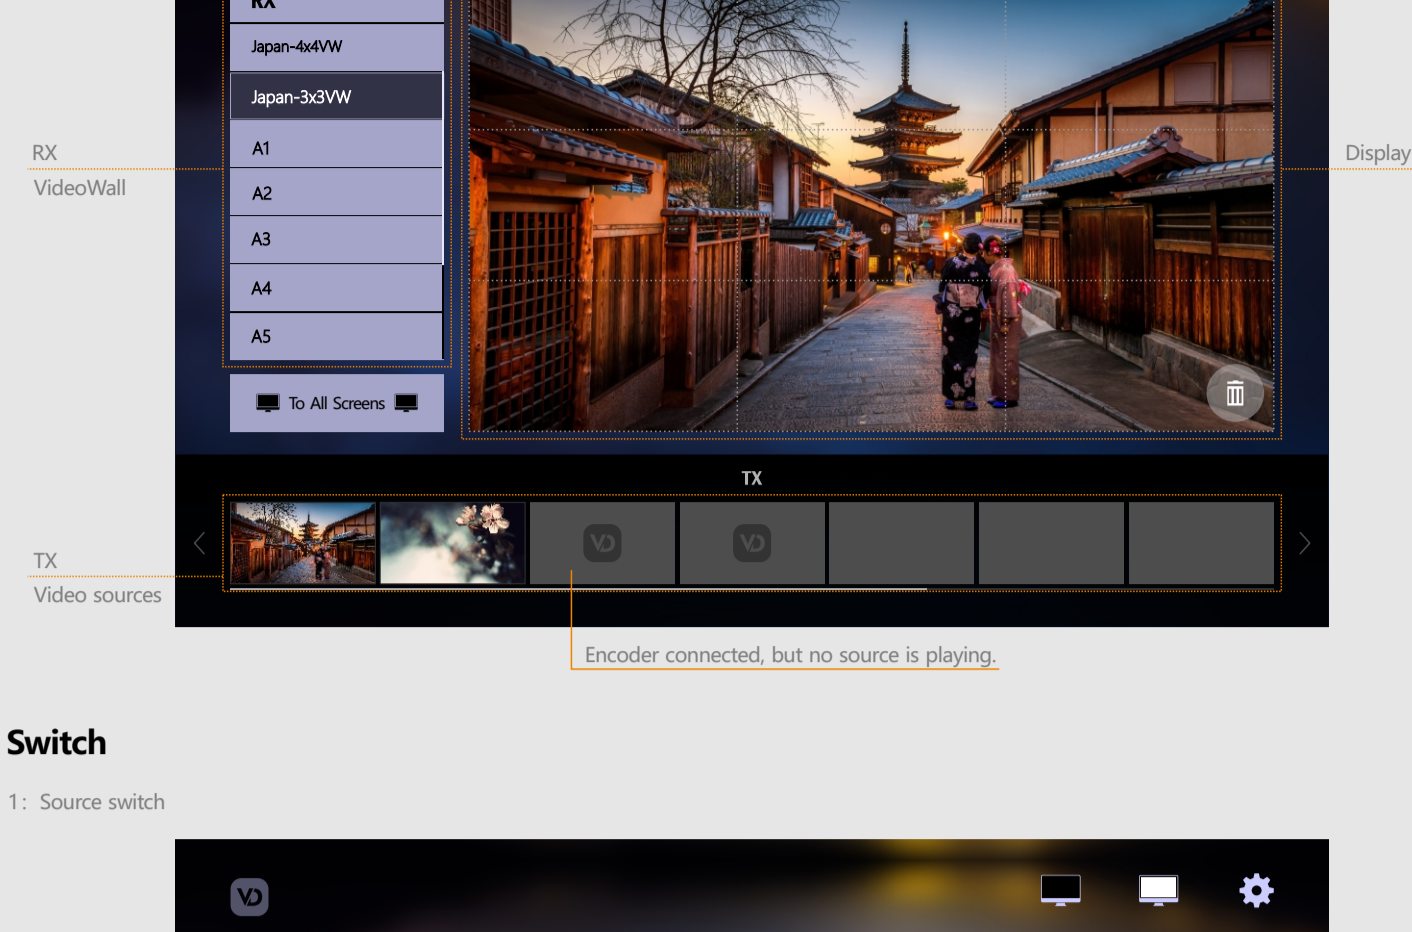 RX
Japan-4x4VW
Japan-3x3VW
A1
A2
A3
A4
A5
To All Screens
RX
VideoWall
Display
TX
TX
Video sources
Encoder connected, but no source is playing.
Switch
1: Source switch